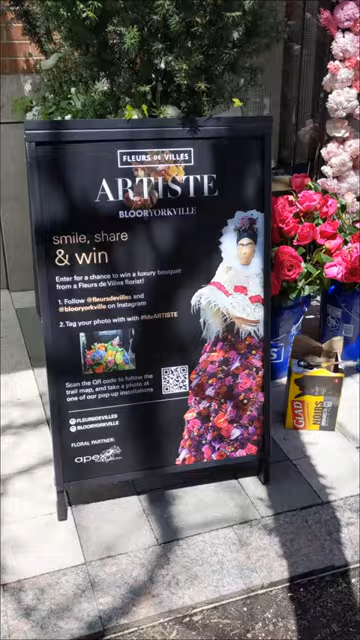 FLEURS DE VILLES
ARTISTE
BLOORYORKVILLE
smile, share
& win
Enter for a chance to win a luxury bouquet
from a Fleurs de Villes florist!
1. Follow @fleursdevilles and
@blooryorkville on Instagram
2. Tag your photo with with #fdvARTISTE
Scan the QR code to follow the
trail map, and take a photo at
one of our pop-up installations
@FLEURSDEVILLES
@BLOORYORKVILLE
FLORAL PARTNER:
GLAD
NOIRS